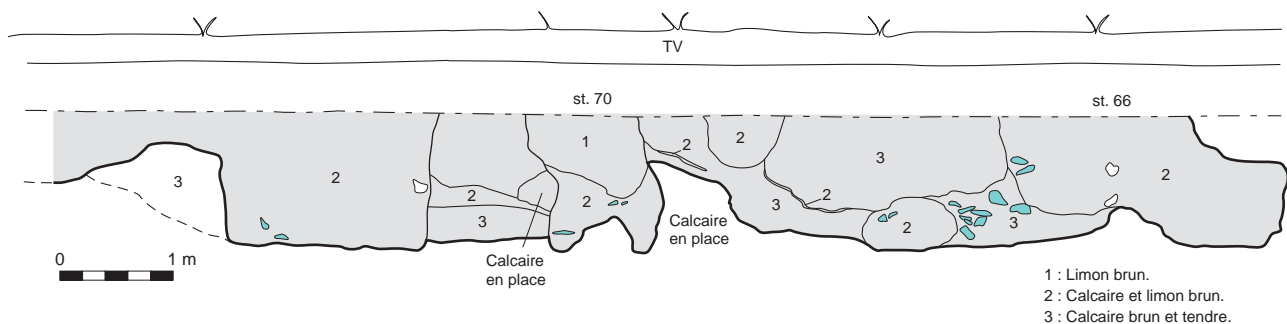 TV
st. 70
st. 66
1
2
2
2
3
3
2
2
2
2
3
2
3
2
3
3
Calcaire
en place
Calcaire
en place
0 1 m
1 : Limon brun.
2 : Calcaire et limon brun.
3 : Calcaire brun et tendre.